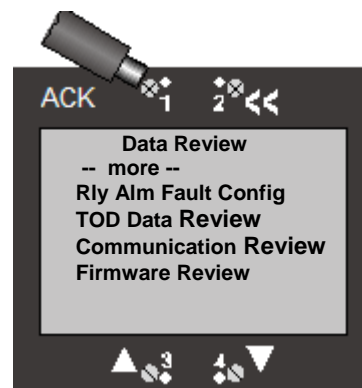 ACK 1 2 <<
Data Review
-- more --
Rly Alm Fault Config
TOD Data Review
Communication Review
Firmware Review
3 4